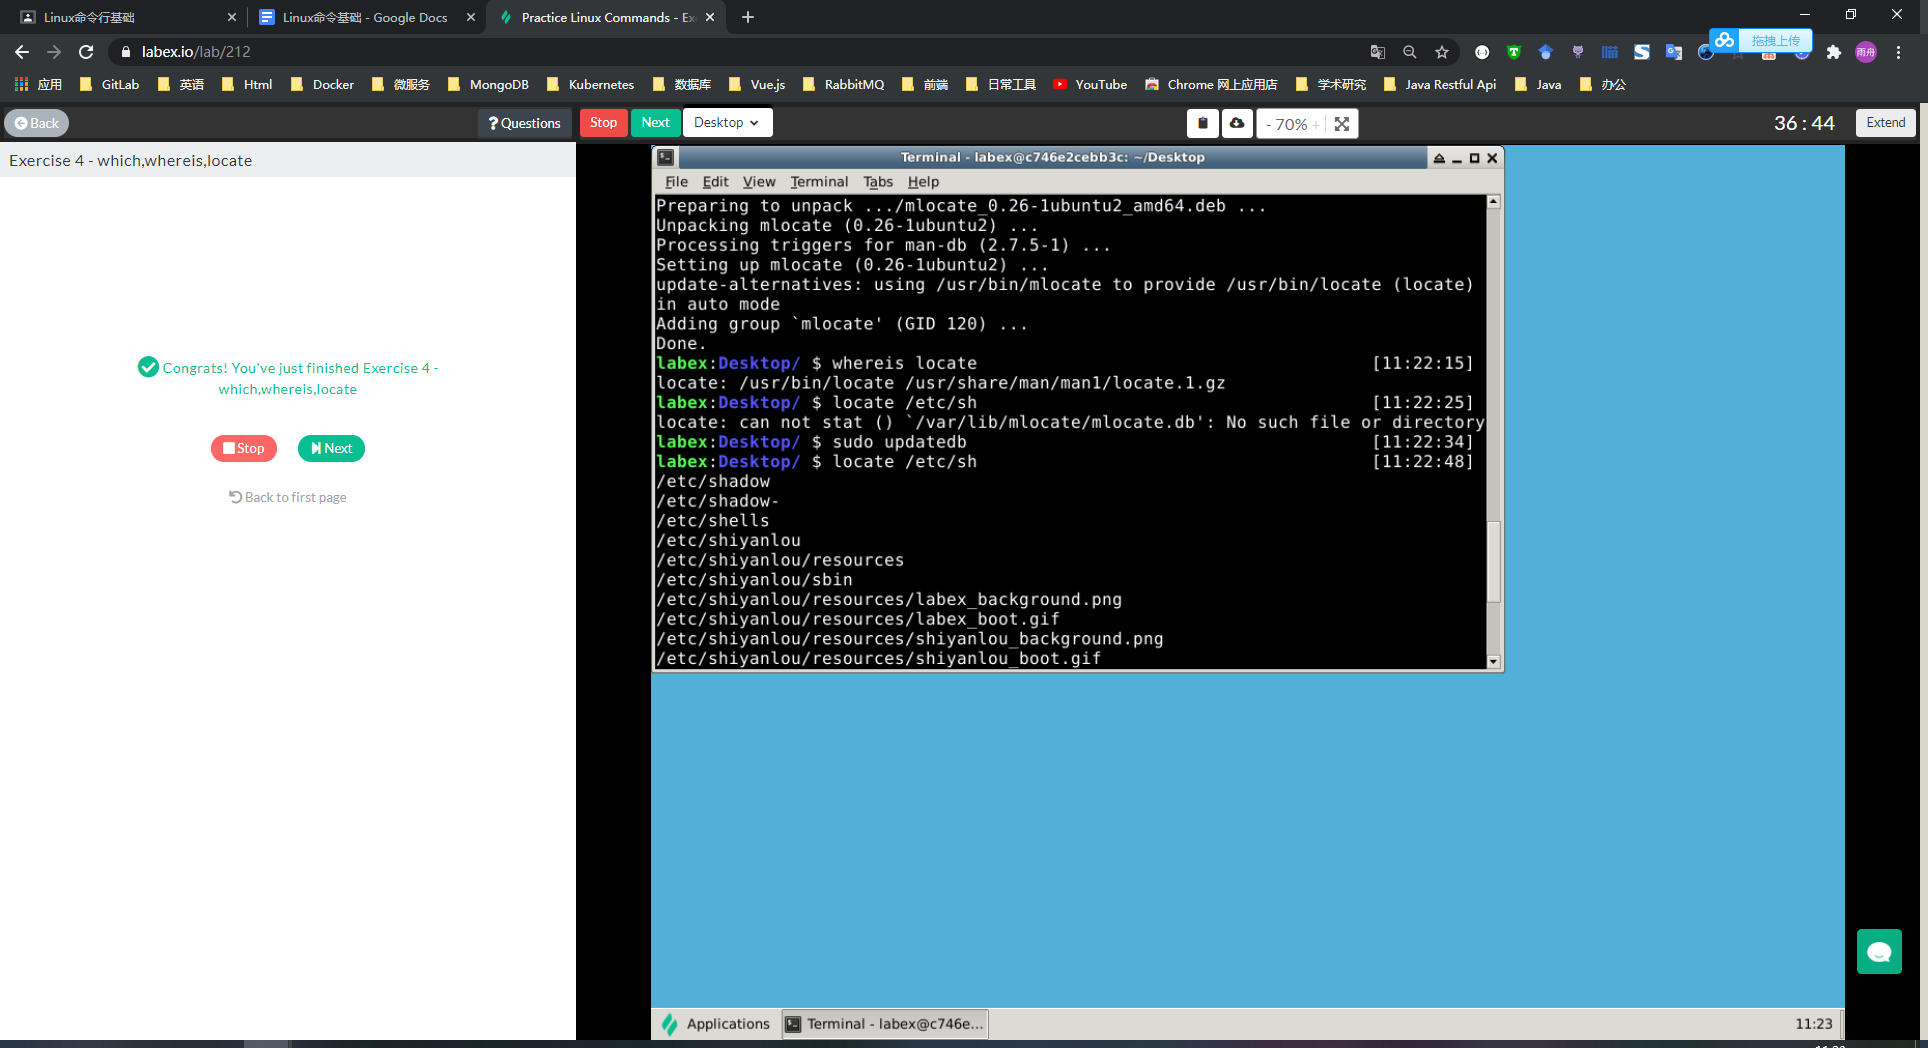 Linux命令行基础
Linux命令基础 - Google Docs
Practice Linux Commands - Ex
labex.io/lab/212
拖拽上传
雨舟
应用
GitLab
英语
Html
Docker
微服务
MongoDB
Kubernetes
数据库
Vue.js
RabbitMQ
前端
日常工具
YouTube
Chrome 网上应用店
学术研究
Java Restful Api
Java
办公
Back
? Questions
Stop
Next
Desktop
- 70% +
36 : 44
Extend
Exercise 4 - which,whereis,locate
Congrats! You've just finished Exercise 4 -
which,whereis,locate
Stop
Next
Back to first page
Terminal - labex@c746e2cebb3c: ~/Desktop
File Edit View Terminal Tabs Help
Preparing to unpack .../mlocate_0.26-1ubuntu2_amd64.deb ...
Unpacking mlocate (0.26-1ubuntu2) ...
Processing triggers for man-db (2.7.5-1) ...
Setting up mlocate (0.26-1ubuntu2) ...
update-alternatives: using /usr/bin/mlocate to provide /usr/bin/locate (locate)
in auto mode
Adding group `mlocate' (GID 120) ...
Done.
labex:Desktop/ $ whereis locate [11:22:15]
locate: /usr/bin/locate /usr/share/man/man1/locate.1.gz
labex:Desktop/ $ locate /etc/sh [11:22:25]
locate: can not stat () `/var/lib/mlocate/mlocate.db': No such file or directory
labex:Desktop/ $ sudo updatedb [11:22:34]
labex:Desktop/ $ locate /etc/sh [11:22:48]
/etc/shadow
/etc/shadow-
/etc/shells
/etc/shiyanlou
/etc/shiyanlou/resources
/etc/shiyanlou/sbin
/etc/shiyanlou/resources/labex_background.png
/etc/shiyanlou/resources/labex_boot.gif
/etc/shiyanlou/resources/shiyanlou_background.png
/etc/shiyanlou/resources/shiyanlou_boot.gif
Applications
Terminal - labex@c746e...
11:23